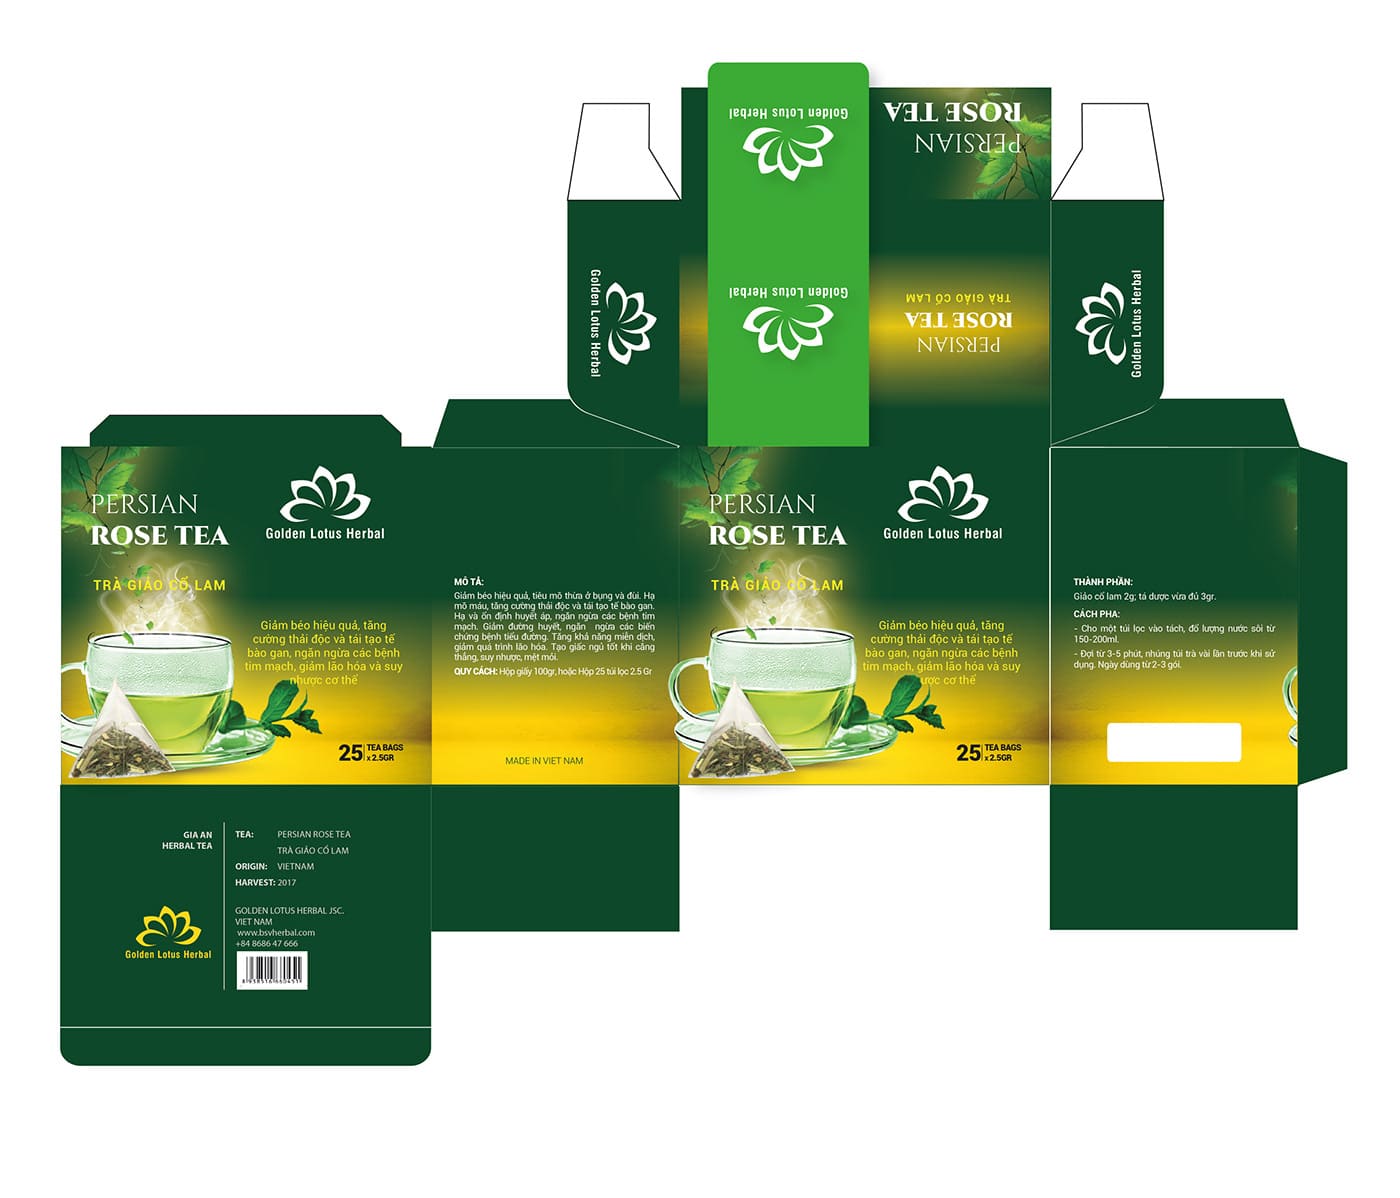 Golden Lotus Herbal
ROSE TEA
PERSIAN
Golden Lotus Herbal
TRÀ GIẢO CỔ LAM
ROSE TEA
PERSIAN
Golden Lotus Herbal
Golden Lotus Herbal
PERSIAN
ROSE TEA
Golden Lotus Herbal
TRÀ GIẢO CỔ LAM
Giảm béo hiệu quả, tăng
cường thải độc và tái tạo tế
bào gan, ngăn ngừa các bệnh
tim mạch, giảm lão hóa và suy
nhược cơ thể
25 TEA BAGS
x 2.5GR
MÔ TẢ:
Giảm béo hiệu quả, tiêu mỡ thừa ở bụng và đùi. Hạ
mỡ máu, tăng cường thải độc và tái tạo tế bào gan.
Hạ và ổn định huyết áp, ngăn ngừa các bệnh tim
mạch. Giảm đường huyết, ngăn ngừa các biến
chứng bệnh tiểu đường. Tăng khả năng miễn dịch,
giảm quá trình lão hóa. Tạo giấc ngủ tốt khi căng
thẳng, suy nhược, mệt mỏi.
QUY CÁCH: Hộp giấy 100gr, hoặc Hộp 25 túi lọc 2.5 Gr
MADE IN VIET NAM
PERSIAN
ROSE TEA
Golden Lotus Herbal
TRÀ GIẢO CỔ LAM
Giảm béo hiệu quả, tăng
cường thải độc và tái tạo tế
bào gan, ngăn ngừa các bệnh
tim mạch, giảm lão hóa và suy
ược cơ thể
25 TEA BAGS
x 2.5GR
THÀNH PHẦN:
Giảo cổ lam 2g; tá dược vừa đủ 3gr.
CÁCH PHA:
- Cho một túi lọc vào tách, đổ lượng nước sôi từ
150-200ml.
- Đợi từ 3-5 phút, nhúng túi trà vài lần trước khi sử
dụng. Ngày dùng từ 2-3 gói.
GIA AN
HERBAL TEA
Golden Lotus Herbal
TEA: PERSIAN ROSE TEA
TRÀ GIẢO CỔ LAM
ORIGIN: VIETNAM
HARVEST: 2017
GOLDEN LOTUS HERBAL JSC.
VIET NAM
www.bsvherbal.com
+84 8686 47 666